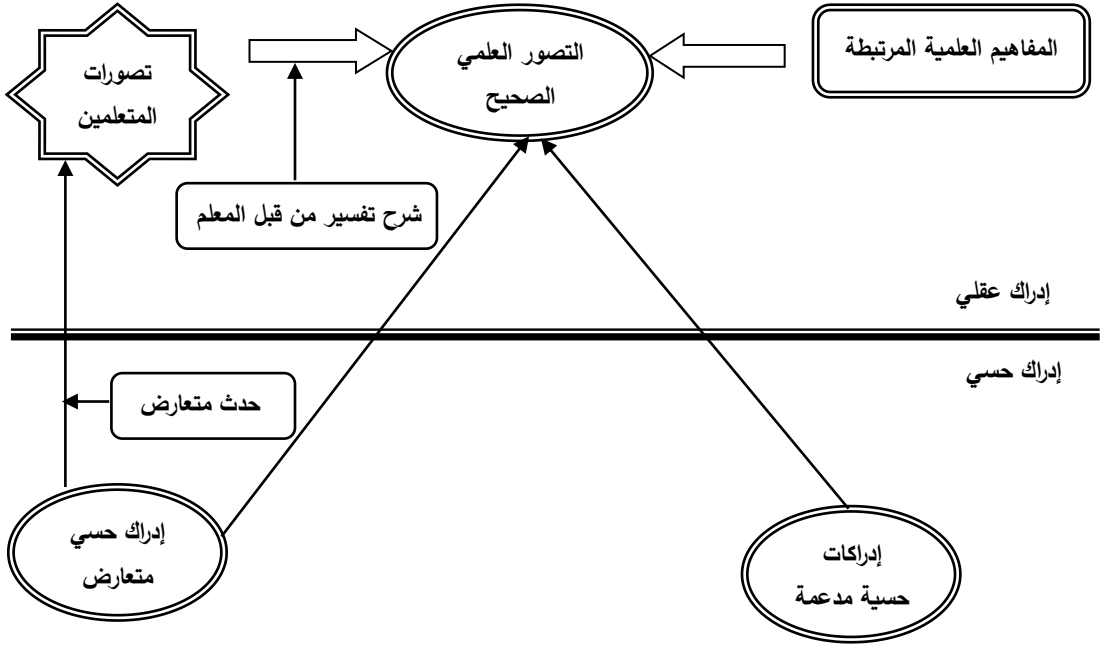 المفاهيم العلمية المرتبطة
التصور العلمي
الصحيح
تصورات
المتعلمين
شرح تفسير من قبل المعلم
إدراك عقلي
إدراك حسي
حدث متعارض
إدراك حسي
متعارض
إدراكات
حسية مدعمة